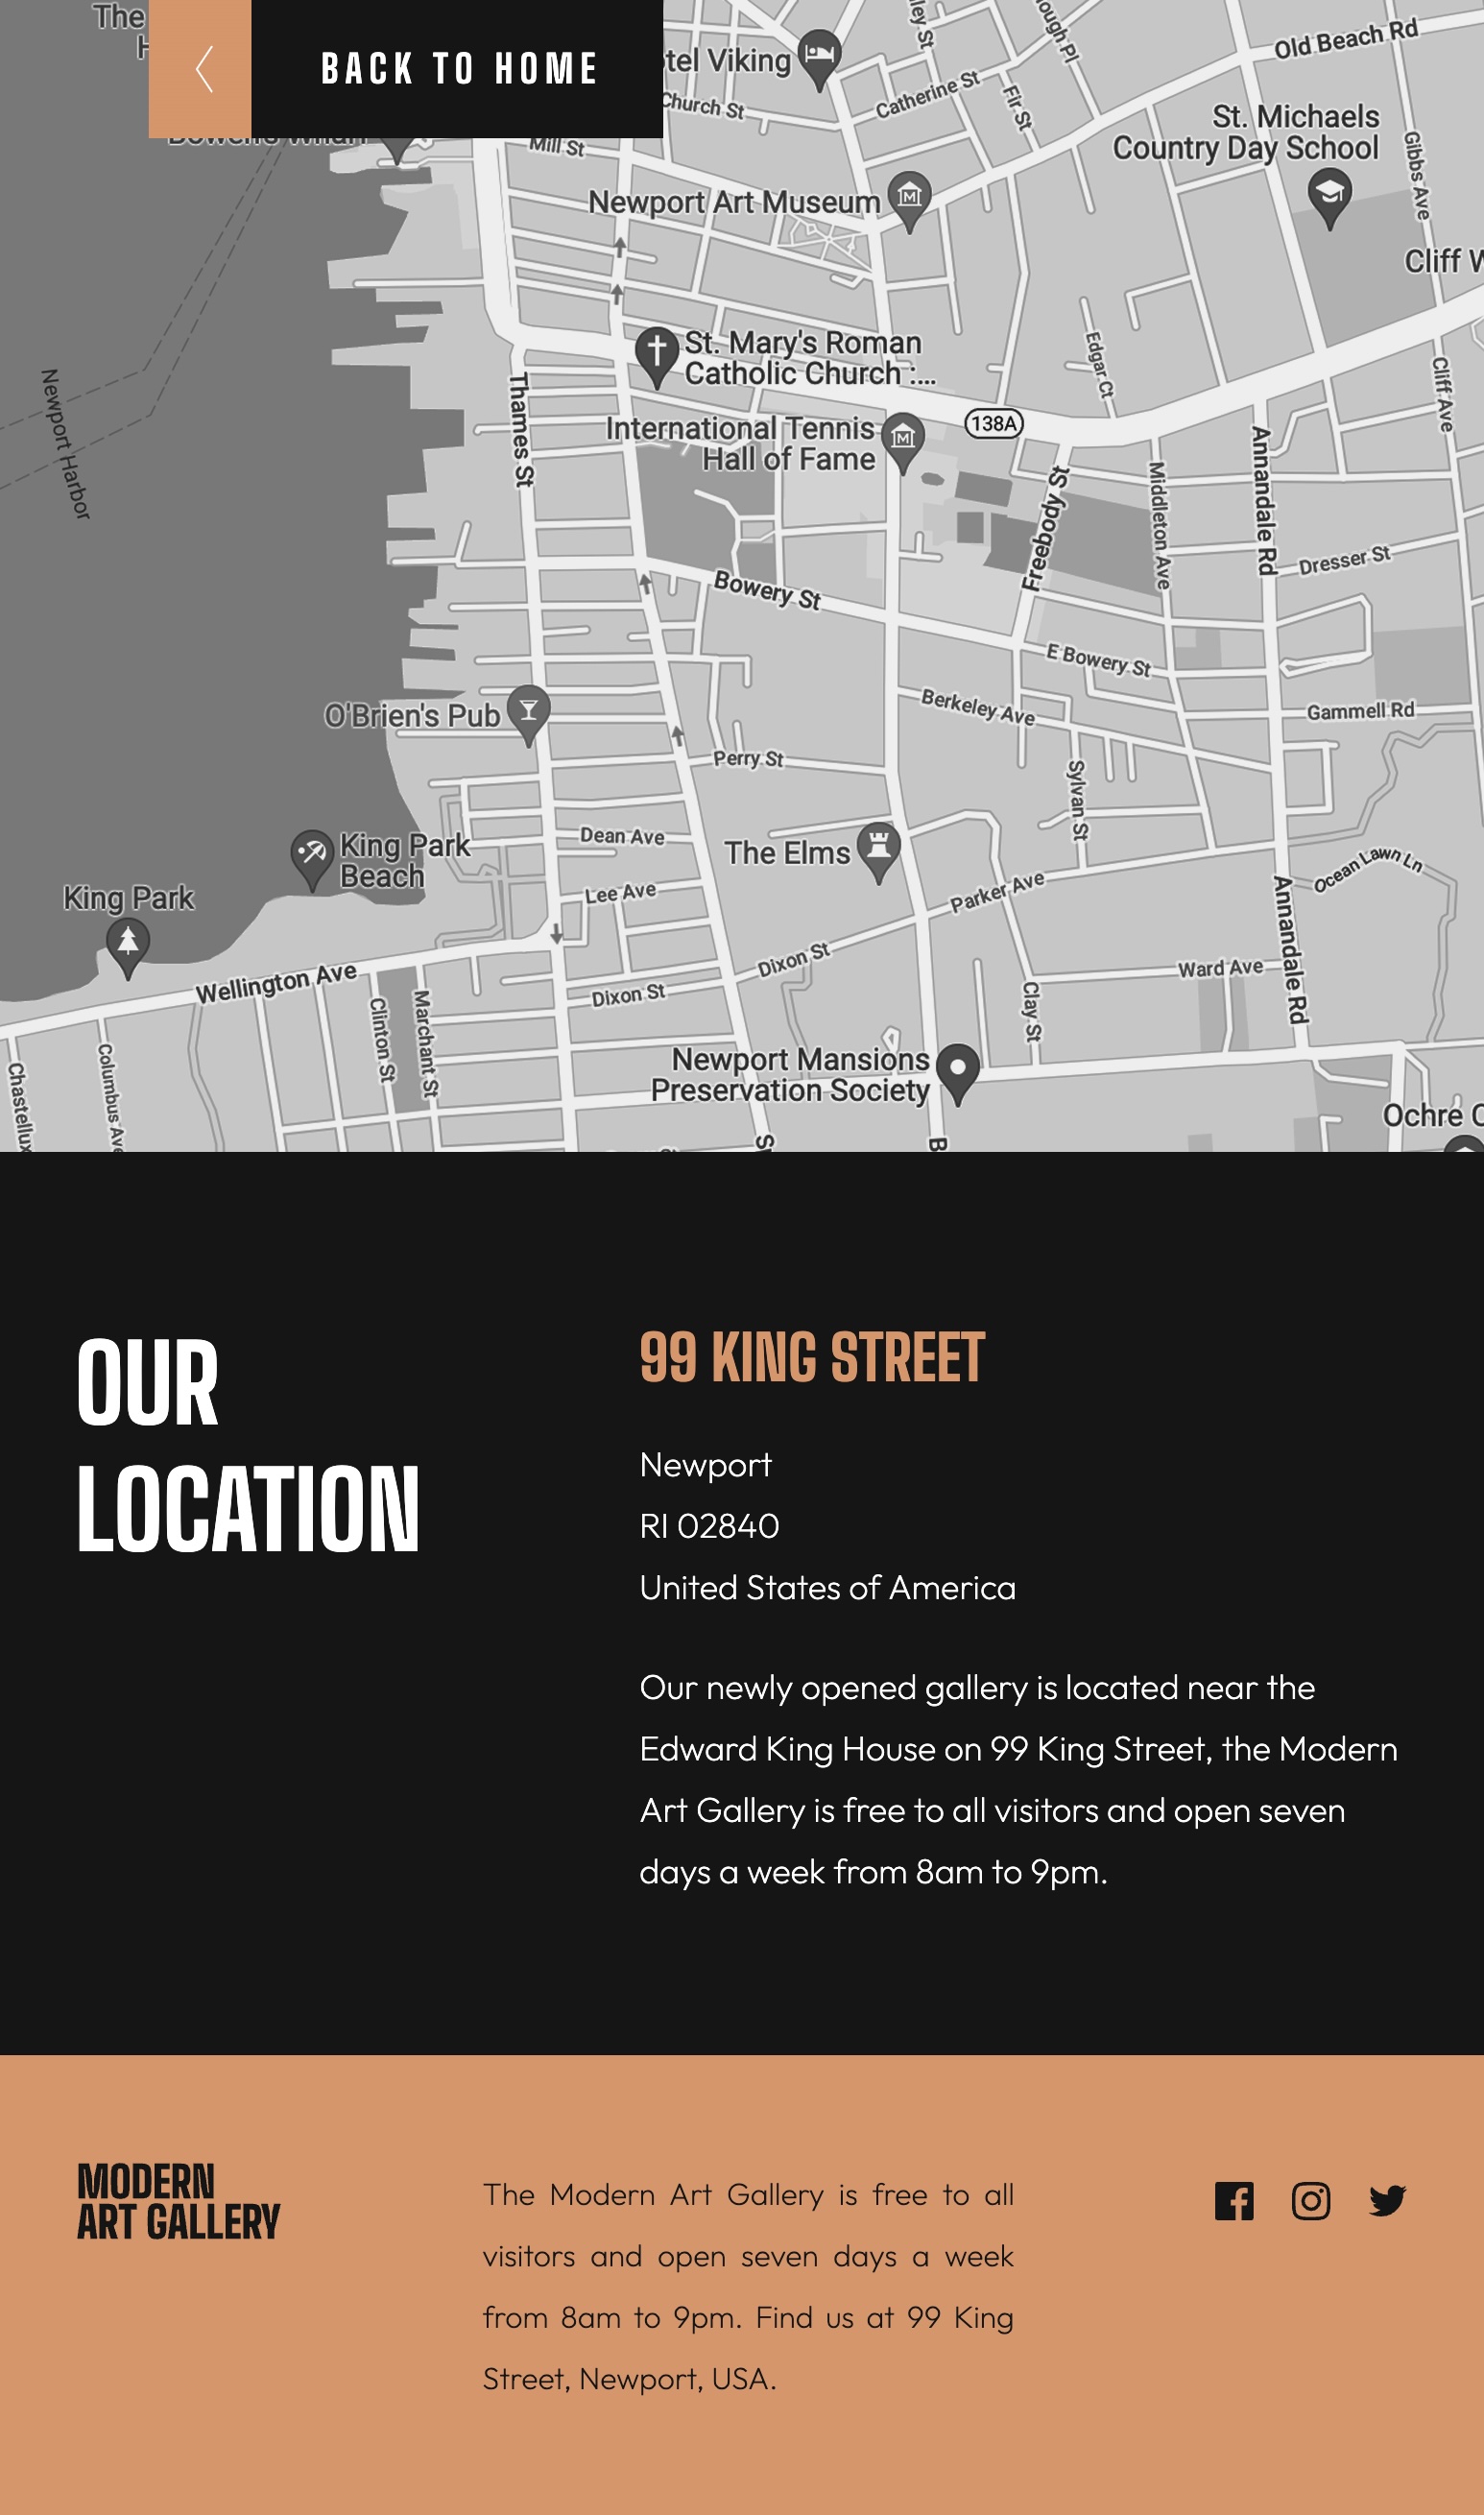 The
BACK TO HOME
Hotel Viking
Church St
Catherine St
Fir St
Old Beach Rd
St. Michaels
Country Day School
Gibbs Ave
Mill St
Newport Art Museum
Cliff
Newport Harbor
Thames St
St. Mary's Roman
Catholic Church :...
Edgar Ct
Cliff Ave
International Tennis
Hall of Fame
138A
Freebody St
Middleton Ave
Annandale Rd
Dresser St
Bowery St
E Bowery St
Berkeley Ave
Gammell Rd
O'Brien's Pub
Perry St
Sylvan St
King Park
Beach
Dean Ave
The Elms
King Park
Lee Ave
Parker Ave
Ocean Lawn Ln
Annandale Rd
Wellington Ave
Dixon St
Dixon St
Ward Ave
Clinton St
Marchant St
Clay St
Chastellux
Columbus Ave
Newport Mansions
Preservation Society
Ochre
OUR
LOCATION
99 KING STREET
Newport
RI 02840
United States of America
Our newly opened gallery is located near the
Edward King House on 99 King Street, the Modern
Art Gallery is free to all visitors and open seven
days a week from 8am to 9pm.
MODERN
ART GALLERY
The Modern Art Gallery is free to all
visitors and open seven days a week
from 8am to 9pm. Find us at 99 King
Street, Newport, USA.